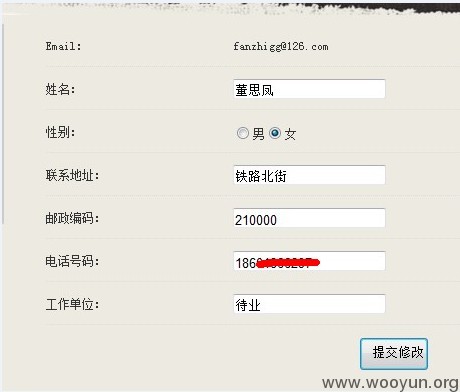 Email: fanzhigg@126.com
姓名: 董思凤
性别: 男 女
联系地址: 铁路北街
邮政编码: 210000
电话号码:
工作单位: 待业
提交修改
www.wooyun.org